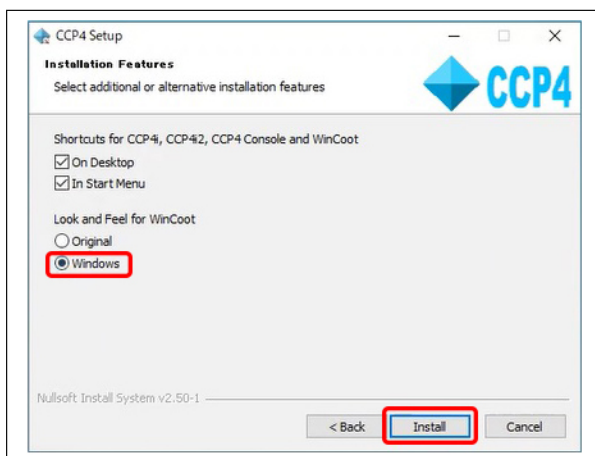 CCP4 Setup
Installation Features
Select additional or alternative installation features
CCP4
Shortcuts for CCP4i, CCP4i2, CCP4 Console and WinCoot
On Desktop
In Start Menu
Look and Feel for WinCoot
Original
Windows
Nullsoft Install System v2.50-1
< Back Install Cancel